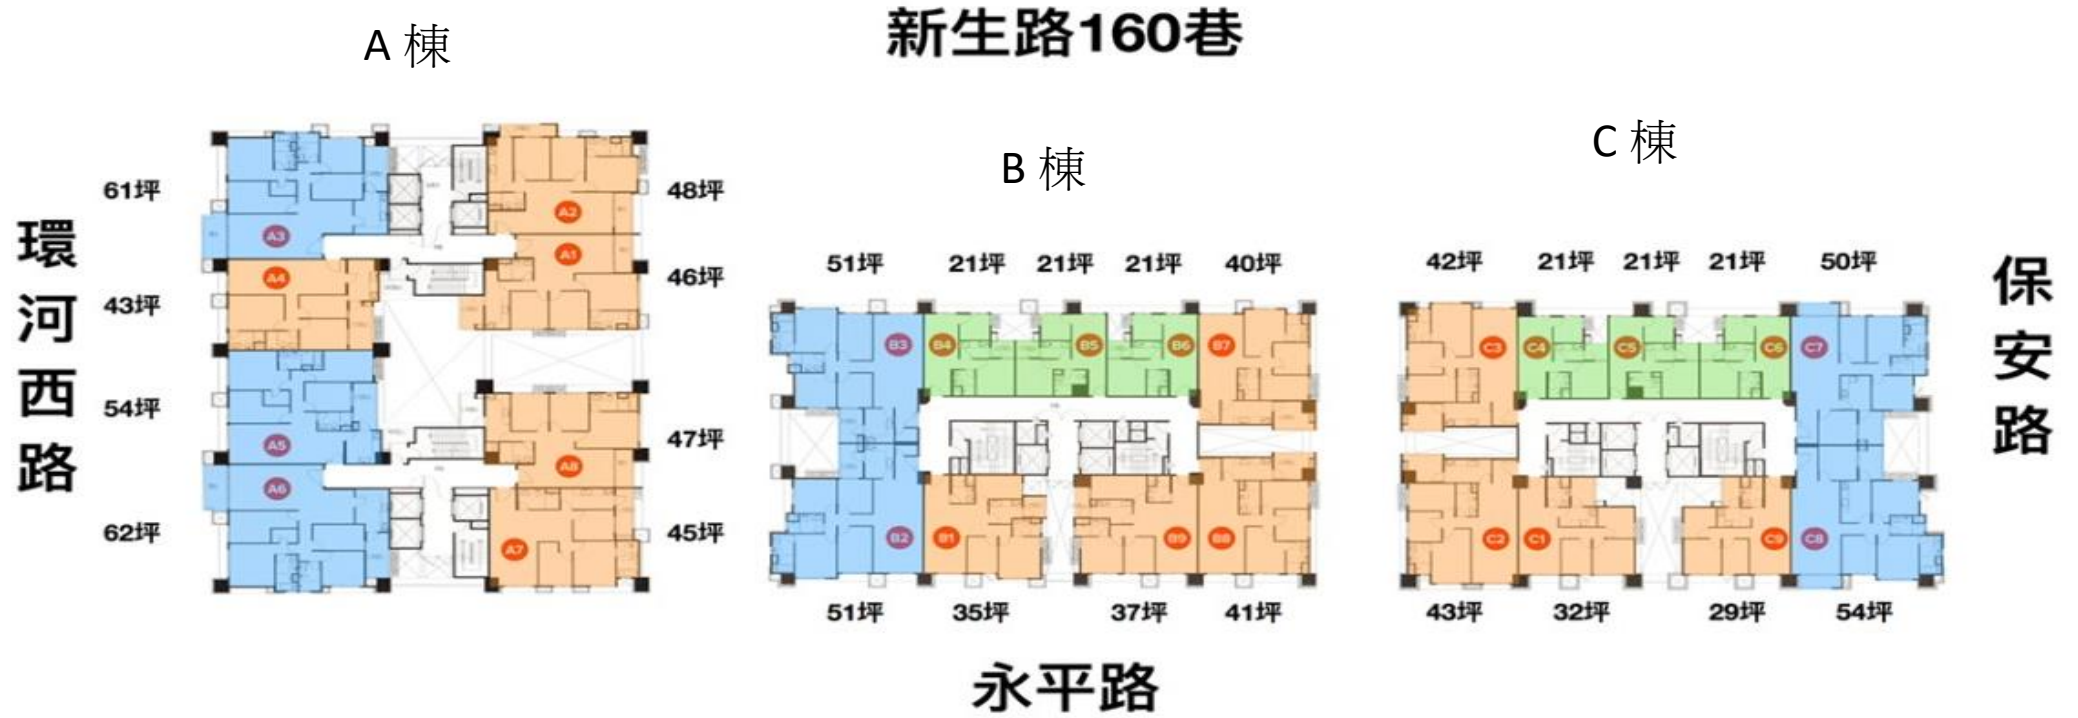 新生路160巷
A 棟
B 棟
C 棟
環河西路
保安路
永平路
61坪
43坪
54坪
62坪
48坪
46坪
47坪
45坪
A3
A2
A1
A4
A5
A6
A8
A7
51坪
21坪
21坪
21坪
40坪
B3
B4
B5
B6
B7
B2
B1
B9
B8
51坪
35坪
37坪
41坪
42坪
21坪
21坪
21坪
50坪
C3
C4
C5
C6
C7
C2
C1
C9
C8
43坪
32坪
29坪
54坪